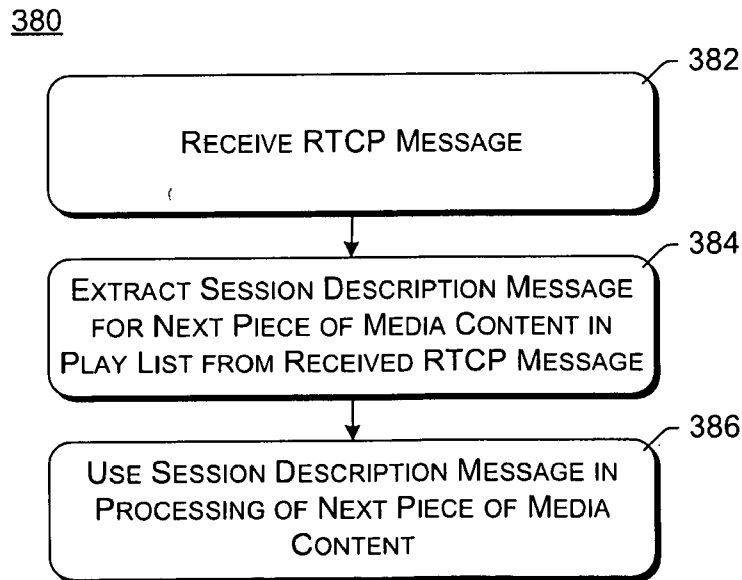 380
382
RECEIVE RTCP MESSAGE
384
EXTRACT SESSION DESCRIPTION MESSAGE
FOR NEXT PIECE OF MEDIA CONTENT IN
PLAY LIST FROM RECEIVED RTCP MESSAGE
386
USE SESSION DESCRIPTION MESSAGE IN
PROCESSING OF NEXT PIECE OF MEDIA
CONTENT